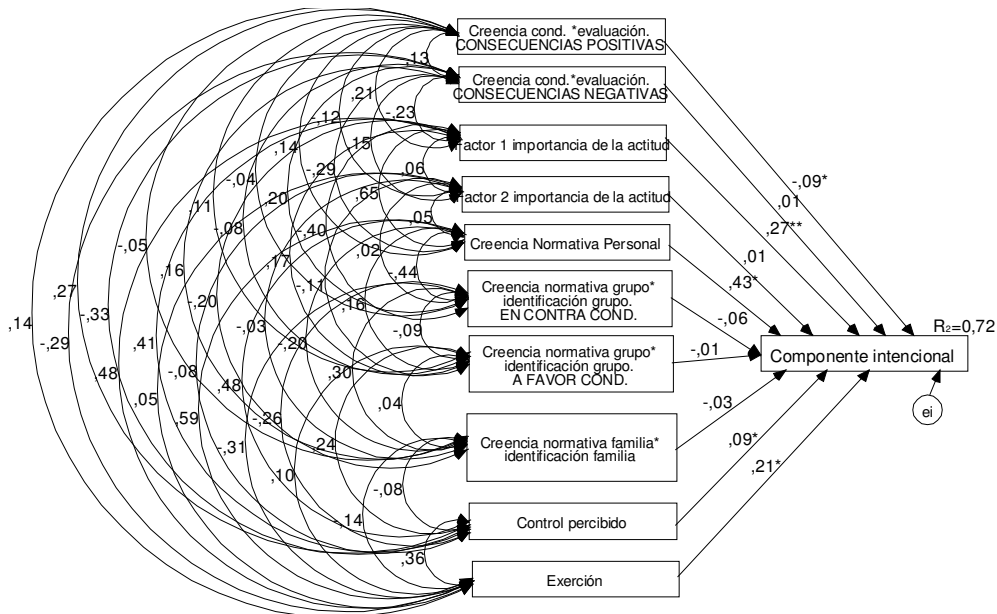 Creencia cond. *evaluación.
CONSECUENCIAS POSITIVAS
,13
Creencia cond.*evaluación.
CONSECUENCIAS NEGATIVAS
,21
-,23
-,12
Factor 1 importancia de la actitud
,14
,15
-,09*
-,29
,06
-,04
Factor 2 importancia de la actitud
,01
,20
,65
,11
,05
,27**
-,08
-,40
Creencia Normativa Personal
,01
-,05
,02
,17
,43*
,16
-,44
Creencia normativa grupo*
identificación grupo.
EN CONTRA COND.
-,11
,27
-,20
,16
-,06
-,33
-,03
-,09
R2=0,72
,14
-,29
,41
-,20
Creencia normativa grupo*
identificación grupo.
A FAVOR COND.
-,01
Componente intencional
,48
-,08
,48
,30
-,03
,05
,04
ei
,59
-,26
Creencia normativa familia*
identificación familia
,09*
-,31
,24
,21*
,10
-,08
-,14
Control percibido
,36
Exerción